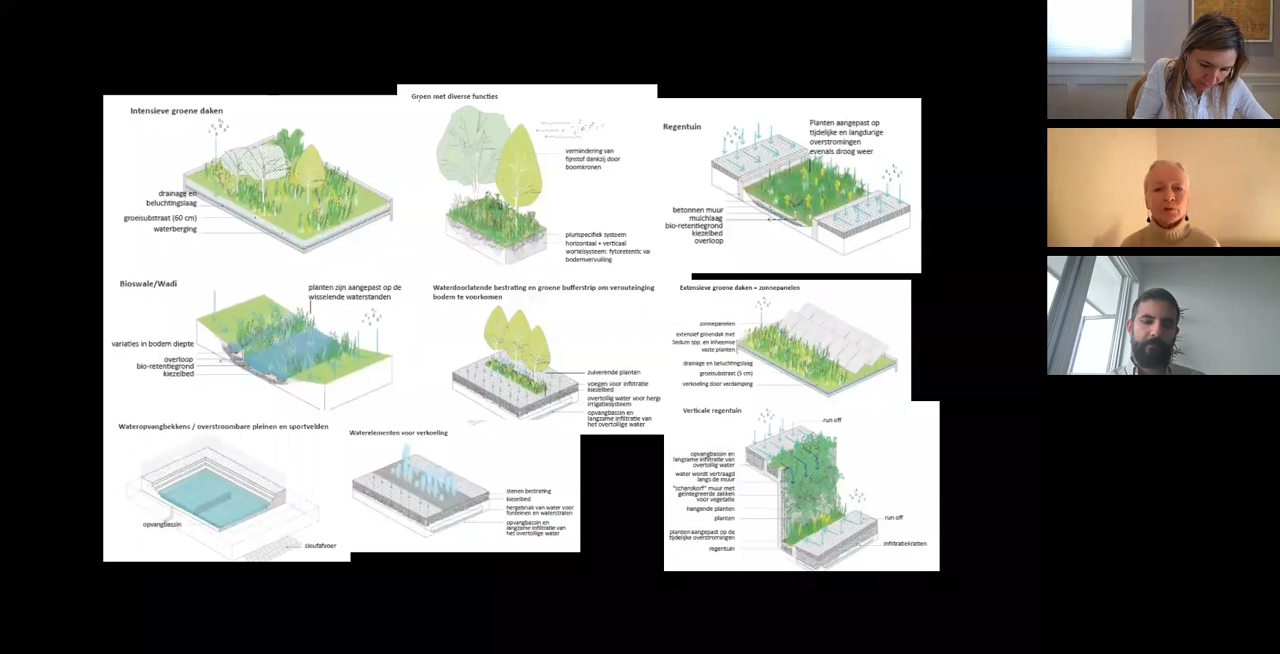 Intensieve groene daken
drainage en
beluchtingslaag
groeisubstraat (60 cm)
waterberging
Groen met diverse functies
vermindering van
fijnstof dankzij door
boomkronen
plurispecifiek systeem
horizontaal + verticaal
wortelsysteem: fytoretentic
bodemvervuiling
Regentuin
Planten aangepast op
tijdelijke en langdurige
overstromingen
evenals droog weer
betonnen muur
mulchlaag
bio-retentiegrond
kiezelbed
overloop
Bioswale/Wadi
planten zijn aangepast op de
wisselende waterstanden
variaties in bodem diepte
overloop
bio-retentiegrond
kiezelbed
Waterdoorlatende bestrating en groene bufferstrip om verouteinging
bodem te voorkomen
zuiverende planten
voegen voor infiltratie
kiezelbed
overtollig water voor herge
irrigatiesysteem
opvangbassin en
langzame infiltratie van
het overtollige water
Extensieve groene daken + zonnepanelen
zonnepanelen
extensief groendak met
Sedum spp. en inheemse
vaste planten
drainage en beluchtingslaag
groeisubstraat (5 cm)
verkoeling door verdamping
Wateropvangbekkens / overstroombare pleinen en sportvelden
opvangbassin
sleufafvoer
Waterelementen voor verkoeling
stenen bestrating
kiezelbed
hergebruik van water voor
fonteinen en waterstralen
opvangbassin en
langzame infiltratie van
het overtollige water
Verticale regentuin
run off
opvangbassin en
langzame infiltratie van
overtollig water
water wordt vertraagd
langs de muur
"schanskorf" muur met
geïntegreerde zakken
voor vegetatie
hangende planten
planten
planten aangepast op de
tijdelijke overstromingen
regentuin
run off
infiltratiekratten